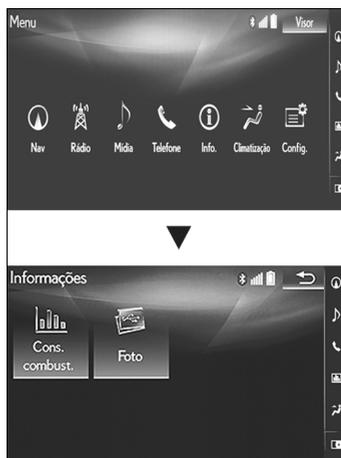 Menu
Visor
Nav Rádio Mídia Telefone Info. Climatização Config.
Informações
Cons.
combust.
Foto